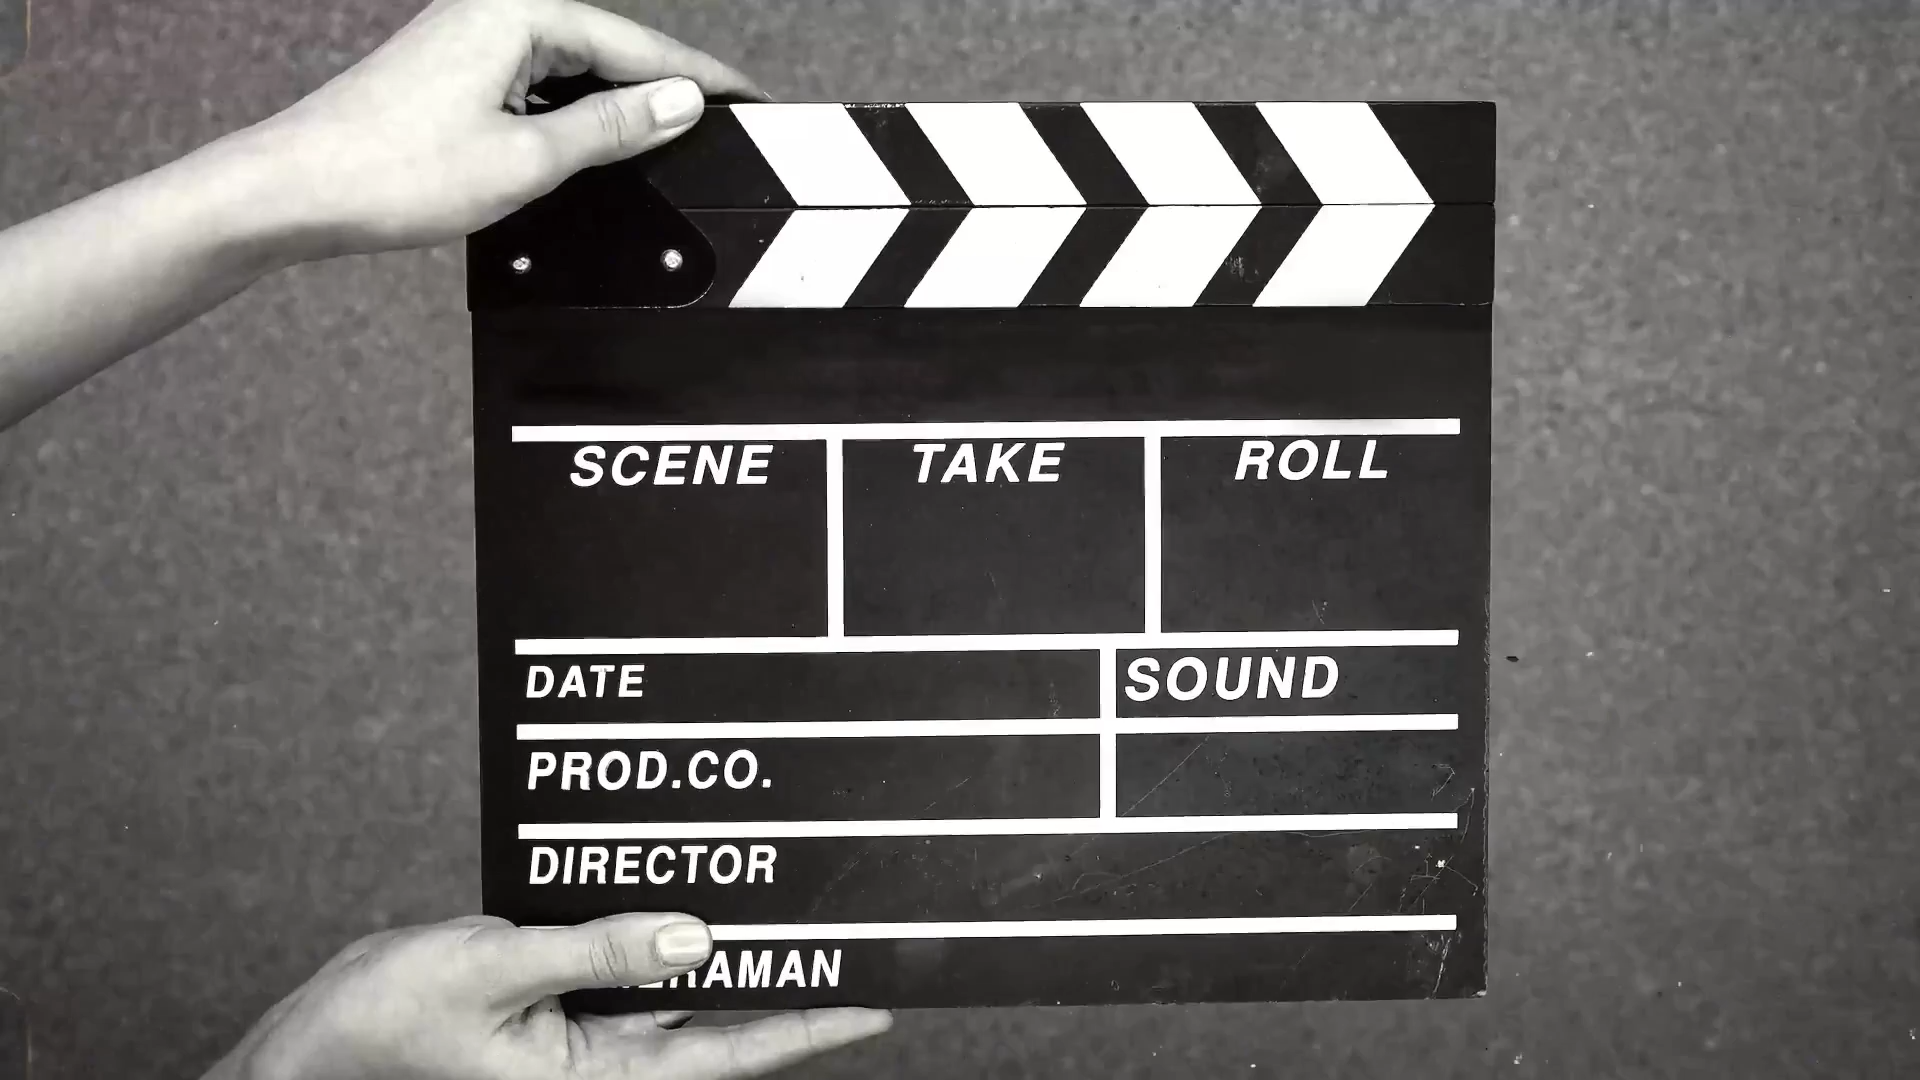 SCENE TAKE ROLL
DATE SOUND
PROD.CO.
DIRECTOR